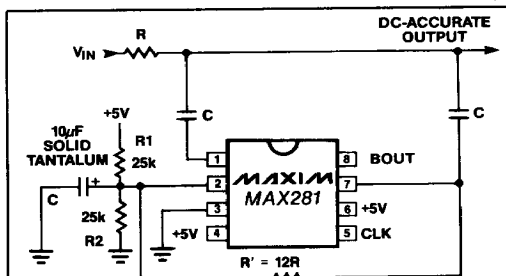 R
DC-ACCURATE
OUTPUT
VIN
C
C
10µF
SOLID
TANTALUM
+5V
R1
25k
+
C
25k
R2
1
2
3
4
8
7
6
5
MAXIM
MAX281
BOUT
+5V
CLK
+5V
R' = 12R